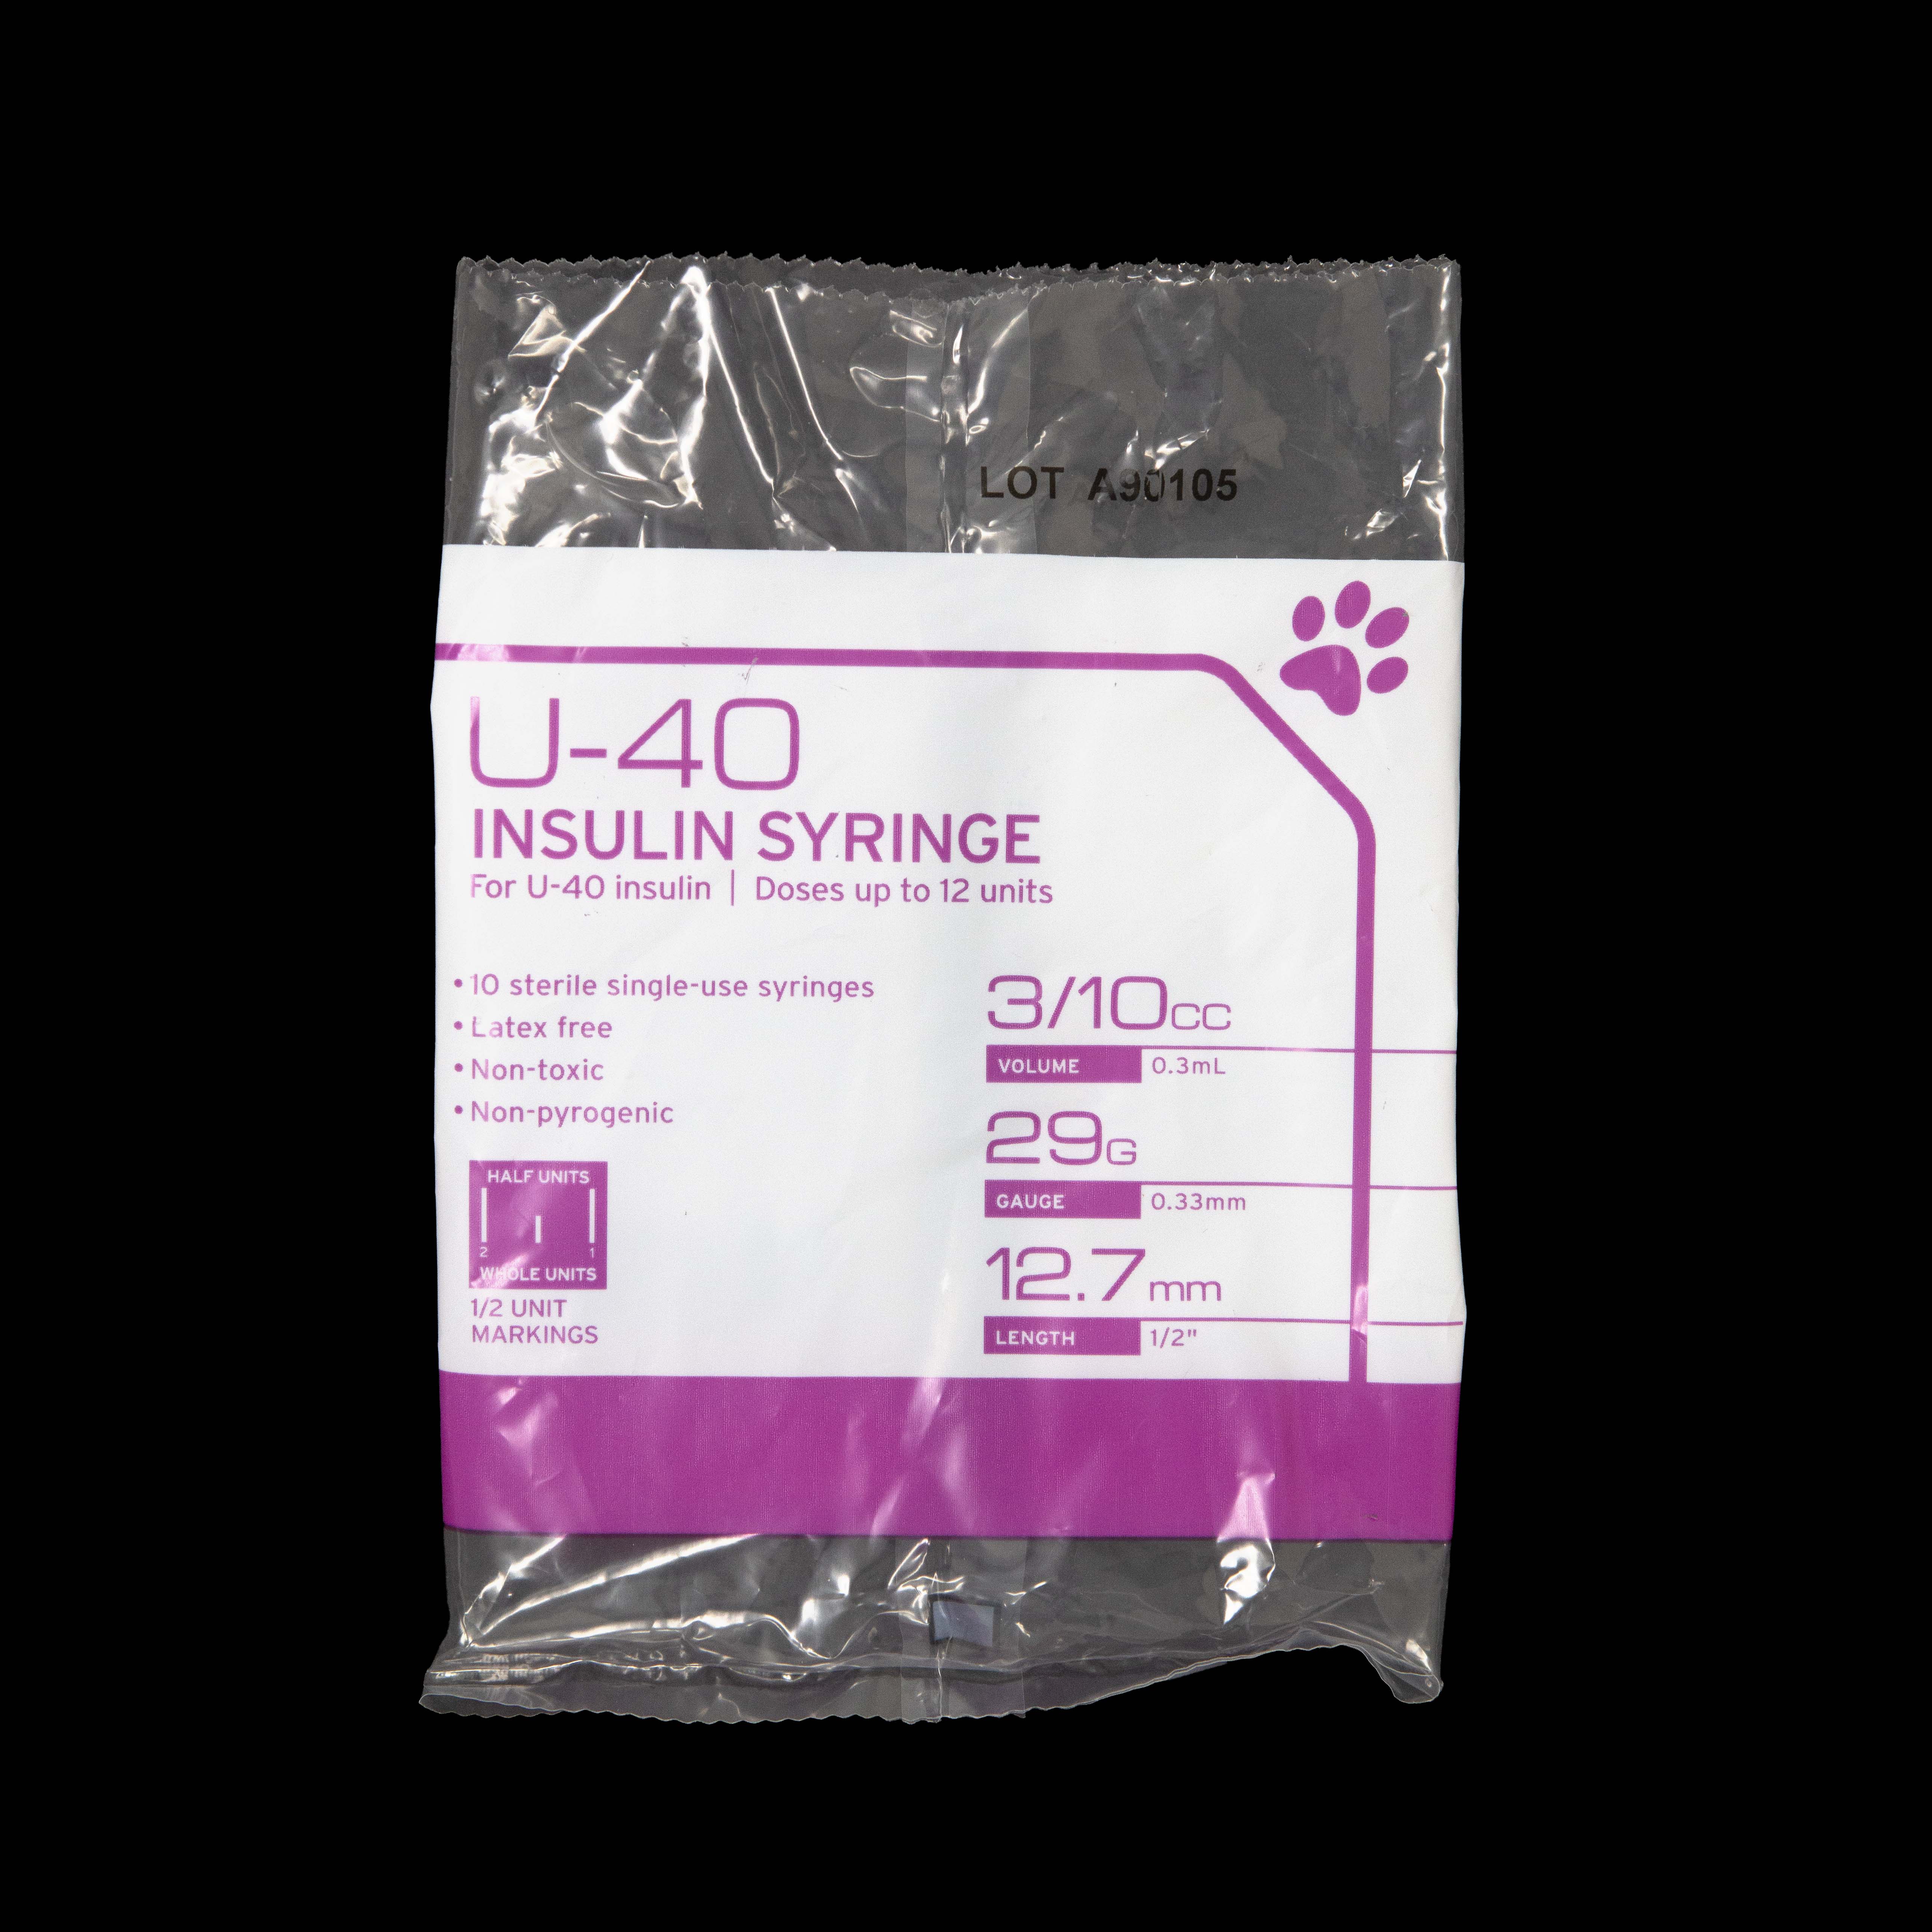 LOT A90105
U-40
INSULIN SYRINGE
For U-40 insulin | Doses up to 12 units
• 10 sterile single-use syringes
• Latex free
• Non-toxic
• Non-pyrogenic
HALF UNITS
2 1
WHOLE UNITS
1/2 UNIT
MARKINGS
3/10cc
VOLUME 0.3mL
29G
GAUGE 0.33mm
12.7mm
LENGTH 1/2"